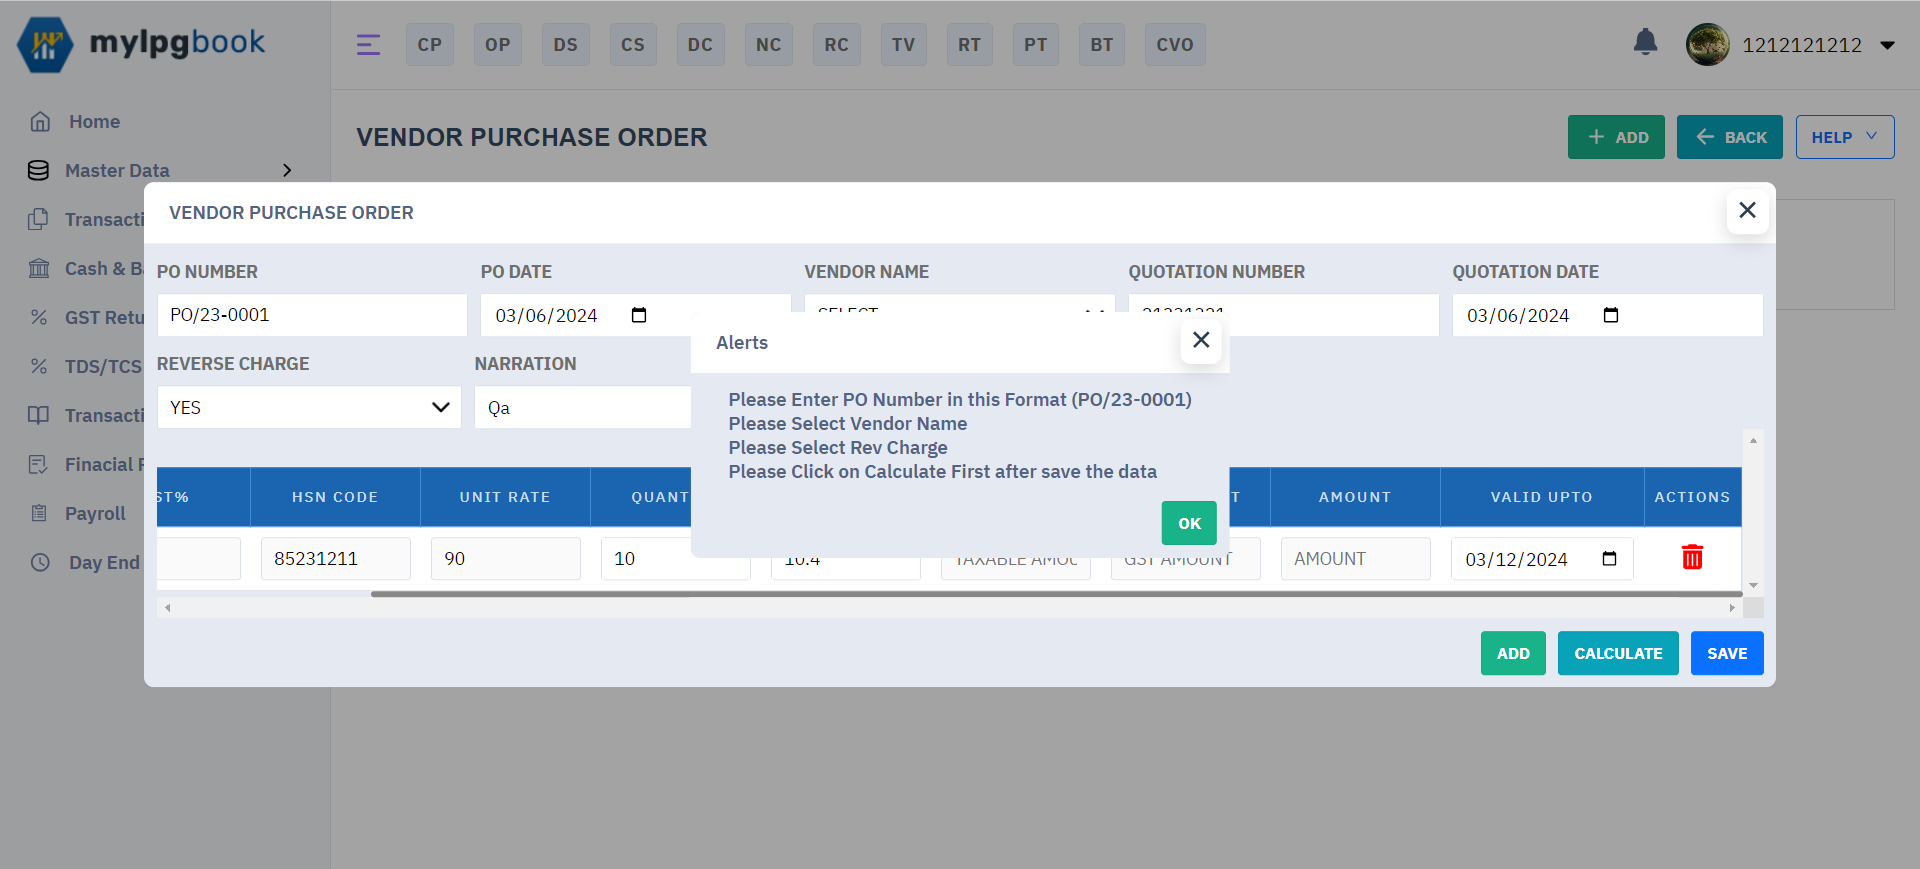 mylpgbook
CP OP DS CS DC NC RC TV RT PT BT CVO
1212121212
Home
Master Data
Transacti
Cash & B
GST Retu
TDS/TCS
Transacti
Finacial
Payroll
Day End
VENDOR PURCHASE ORDER
ADD BACK HELP
VENDOR PURCHASE ORDER
PO NUMBER PO DATE VENDOR NAME QUOTATION NUMBER QUOTATION DATE
PO/23-0001 03/06/2024 SELECT 21331331 03/06/2024
REVERSE CHARGE NARRATION
YES Qa
Alerts
Please Enter PO Number in this Format (PO/23-0001)
Please Select Vendor Name
Please Select Rev Charge
Please Click on Calculate First after save the data
OK
ST% HSN CODE UNIT RATE QUANT T AMOUNT VALID UPTO ACTIONS
85231211 90 10 10.4 TAXABLE AMOU GST AMOUNT AMOUNT 03/12/2024
ADD CALCULATE SAVE